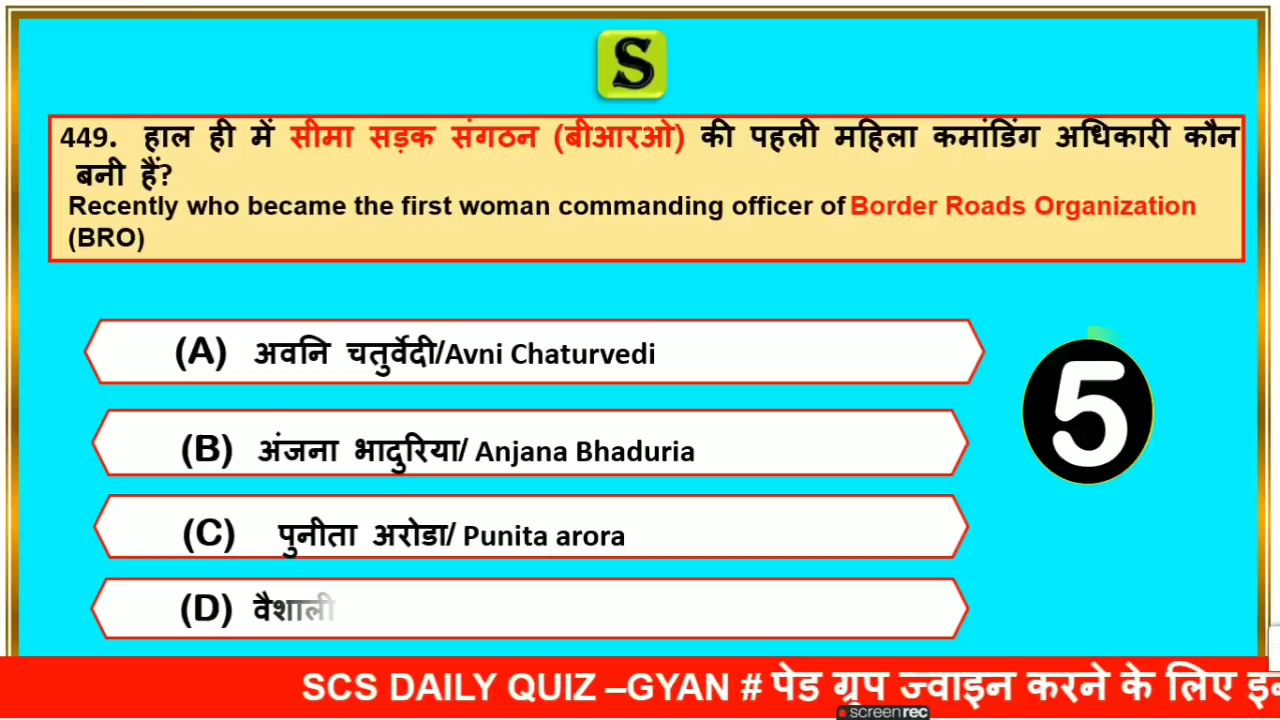 S
449. हाल ही में सीमा सड़क संगठन (बीआरओ) की पहली महिला कमांडिंग अधिकारी कौन
बनी हैं?
Recently who became the first woman commanding officer of Border Roads Organization
(BRO)
(A) अवनि चतुर्वेदी/Avni Chaturvedi
5
(B) अंजना भादुरिया/ Anjana Bhaduria
(C) पुनीता अरोडा/ Punita arora
(D) वैशाली
SCS DAILY QUIZ –GYAN # पेड ग्रुप ज्वाइन करने के लिए
screenrec